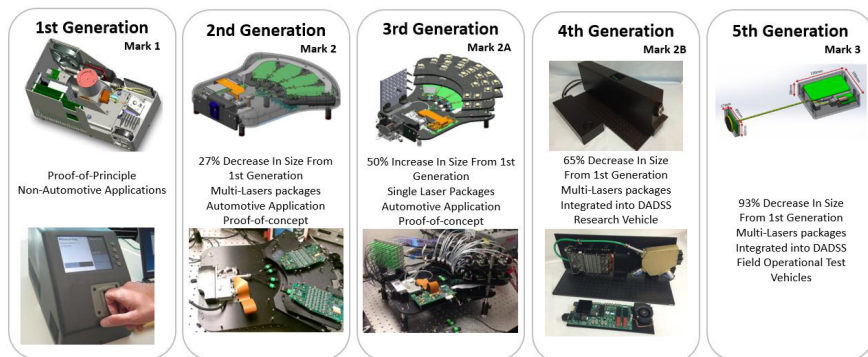 1st Generation
Mark 1
Proof-of-Principle
Non-Automotive Applications
2nd Generation
Mark 2
27% Decrease In Size From
1st Generation
Multi-Lasers packages
Automotive Application
Proof-of-concept
3rd Generation
Mark 2A
50% Increase In Size From 1st
Generation
Single Laser Packages
Automotive Application
Proof-of-concept
4th Generation
Mark 2B
65% Decrease In Size
From 1st Generation
Multi-Lasers packages
Integrated into DADSS
Research Vehicle
5th Generation
Mark 3
93% Decrease In Size
From 1st Generation
Multi-Lasers packages
Integrated into DADSS
Field Operational Test
Vehicles